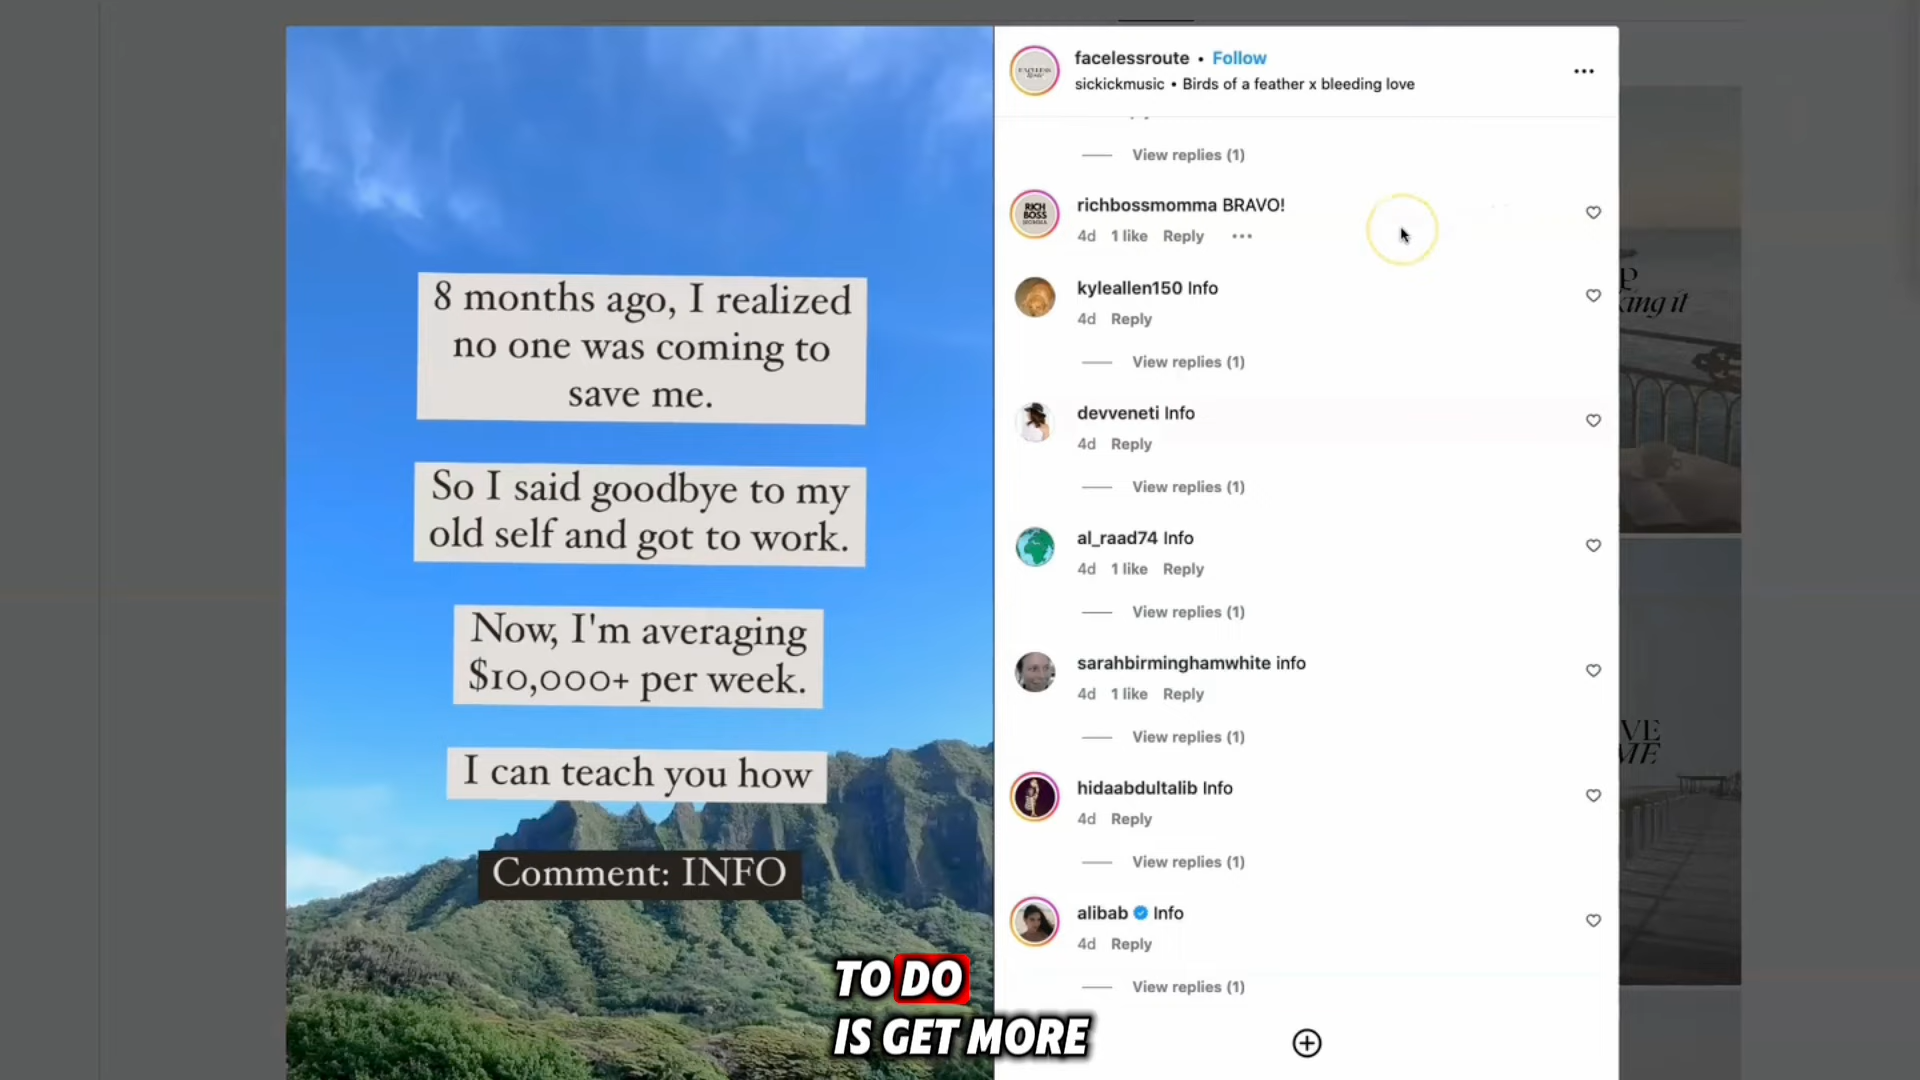 8 months ago, I realized
no one was coming to
save me.
So I said goodbye to my
old self and got to work.
Now, I'm averaging
$10,000+ per week.
I can teach you how
Comment: INFO
TO DO
IS GET MORE
facelessroute • Follow
sickickmusic • Birds of a feather x bleeding love
View replies (1)
RICH
BOSS
richbossmomma BRAVO!
4d 1 like Reply
kyleallen150 Info
4d Reply
View replies (1)
devveneti Info
4d Reply
View replies (1)
al_raad74 Info
4d 1 like Reply
View replies (1)
sarahbirminghamwhite info
4d 1 like Reply
View replies (1)
hidaabdultalib Info
4d Reply
View replies (1)
alibab Info
4d Reply
View replies (1)